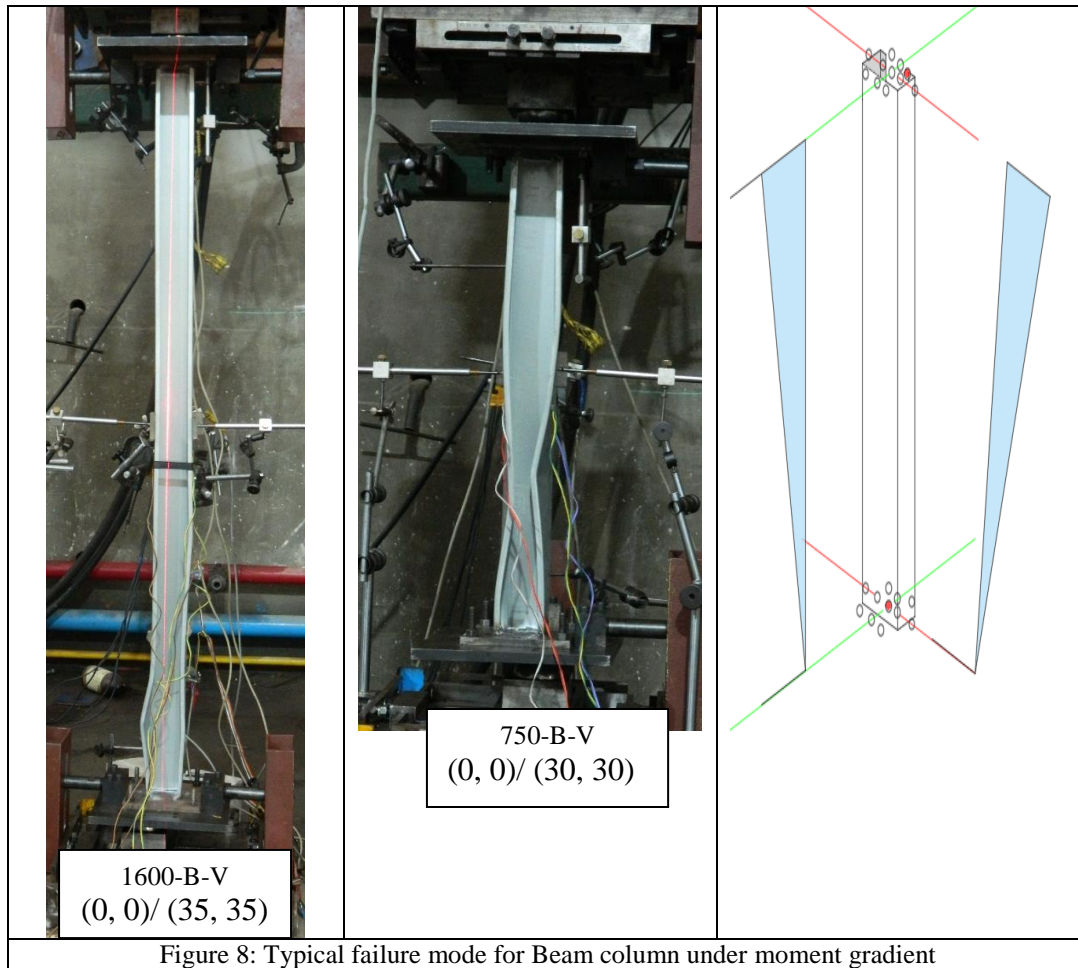 1600-B-V
(0, 0)/ (35, 35)
750-B-V
(0, 0)/ (30, 30)
Figure 8: Typical failure mode for Beam column under moment gradient